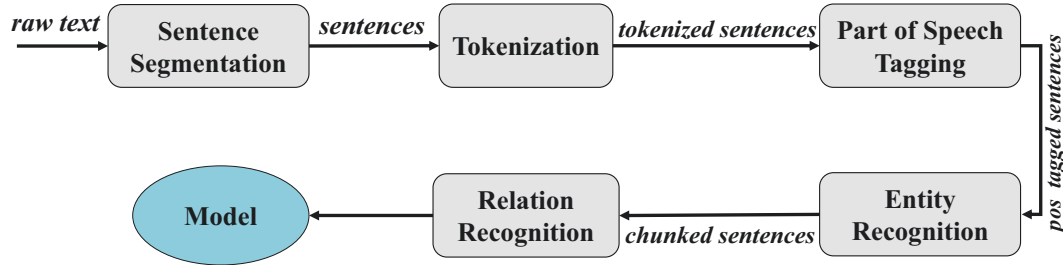 raw text
Sentence
Segmentation
sentences
Tokenization
tokenized sentences
Part of Speech
Tagging
pos tagged sentences
Entity
Recognition
chunked sentences
Relation
Recognition
Model